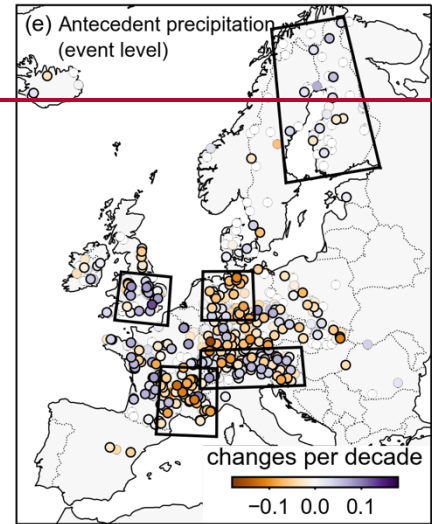 (e) Antecedent precipitation
(event level)
changes per decade
−0.1 0.0 0.1